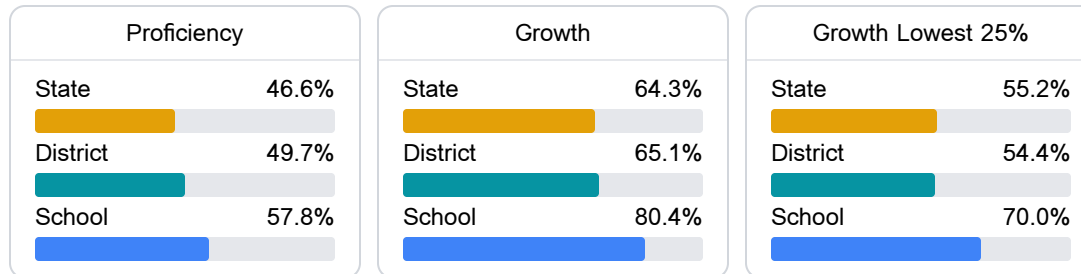 Proficiency
State 46.6%
District 49.7%
School 57.8%
Growth
State 64.3%
District 65.1%
School 80.4%
Growth Lowest 25%
State 55.2%
District 54.4%
School 70.0%